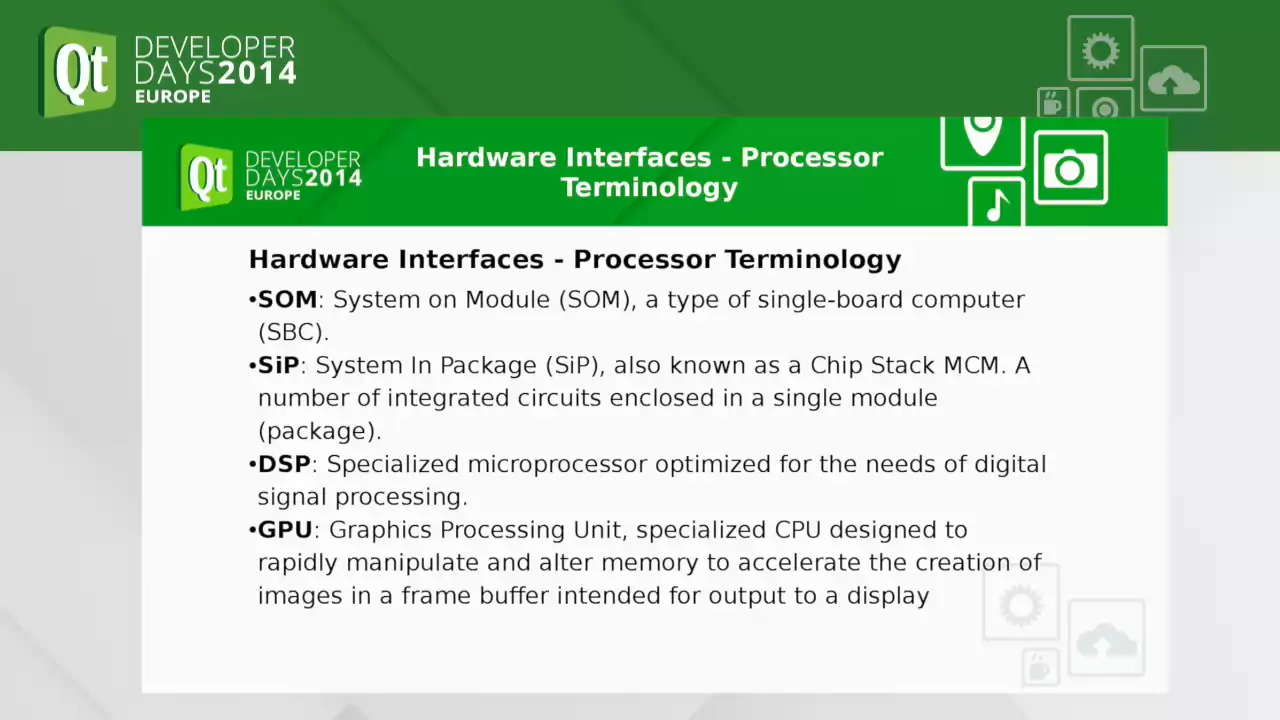 Qt DEVELOPER
DAYS2014
EUROPE
Qt DEVELOPER
DAYS2014
EUROPE
Hardware Interfaces - Processor
Terminology
Hardware Interfaces - Processor Terminology
•SOM: System on Module (SOM), a type of single-board computer
(SBC).
•SiP: System In Package (SiP), also known as a Chip Stack MCM. A
number of integrated circuits enclosed in a single module
(package).
•DSP: Specialized microprocessor optimized for the needs of digital
signal processing.
•GPU: Graphics Processing Unit, specialized CPU designed to
rapidly manipulate and alter memory to accelerate the creation of
images in a frame buffer intended for output to a display